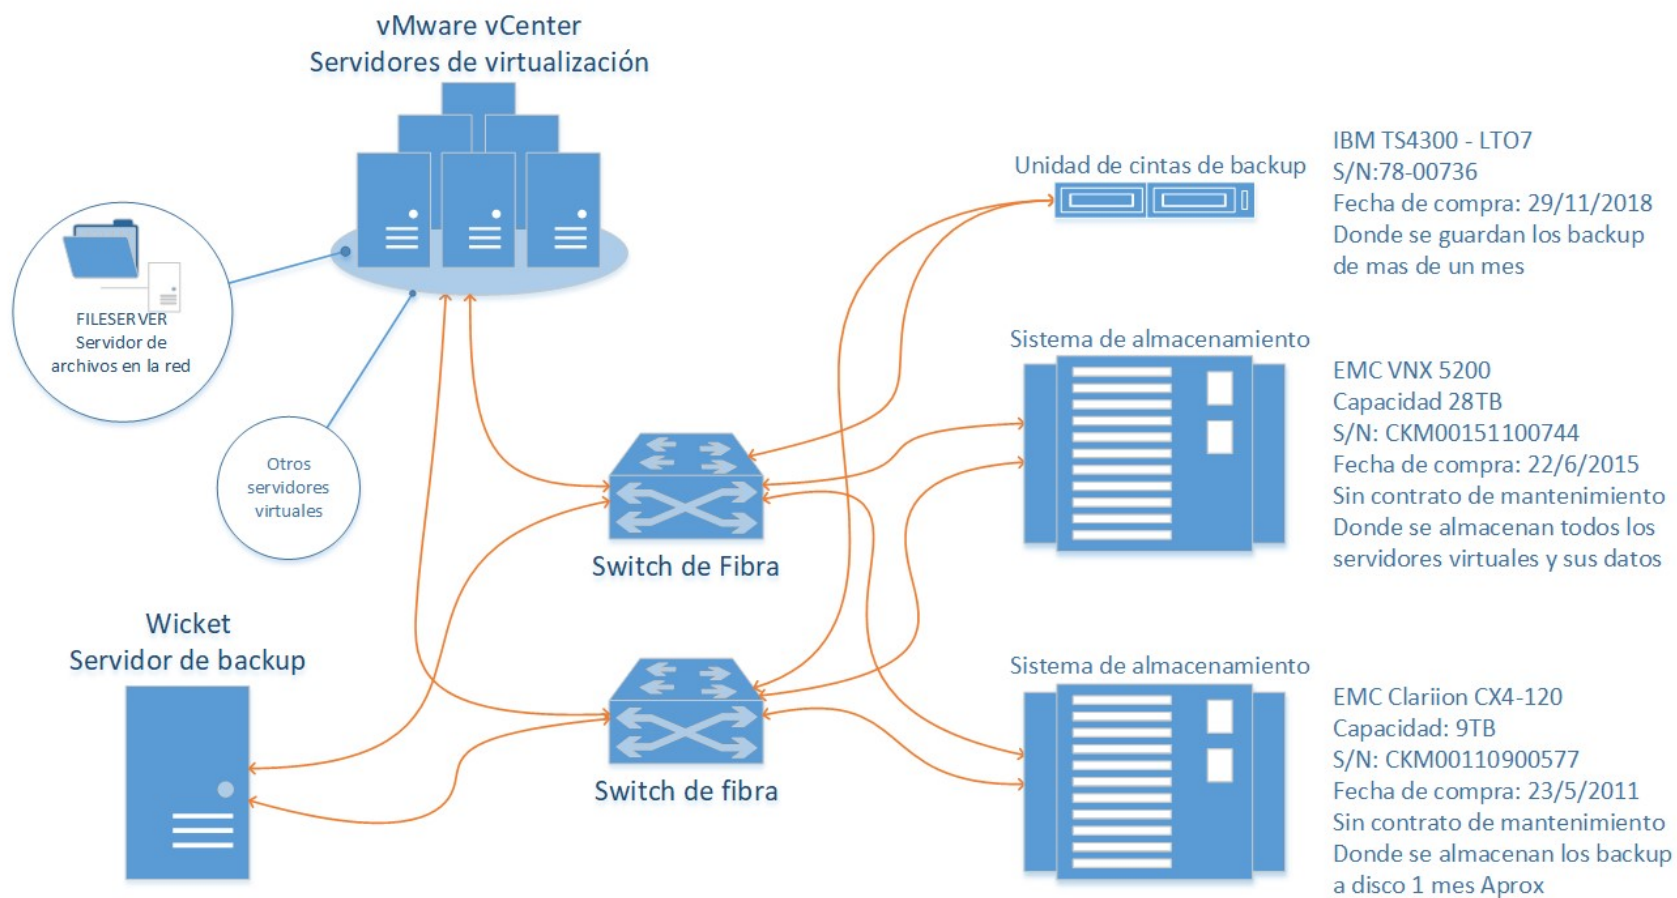 vMware vCenter
Servidores de virtualización
FILESERVER
Servidor de
archivos en la red
Otros
servidores
virtuales
Wicket
Servidor de backup
Switch de Fibra
Switch de fibra
Unidad de cintas de backup
IBM TS4300 - LTO7
S/N:78-00736
Fecha de compra: 29/11/2018
Donde se guardan los backup
de mas de un mes
Sistema de almacenamiento
EMC VNX 5200
Capacidad 28TB
S/N: CKM00151100744
Fecha de compra: 22/6/2015
Sin contrato de mantenimiento
Donde se almacenan todos los
servidores virtuales y sus datos
Sistema de almacenamiento
EMC Clariion CX4-120
Capacidad: 9TB
S/N: CKM00110900577
Fecha de compra: 23/5/2011
Sin contrato de mantenimiento
Donde se almacenan los backup
a disco 1 mes Aprox